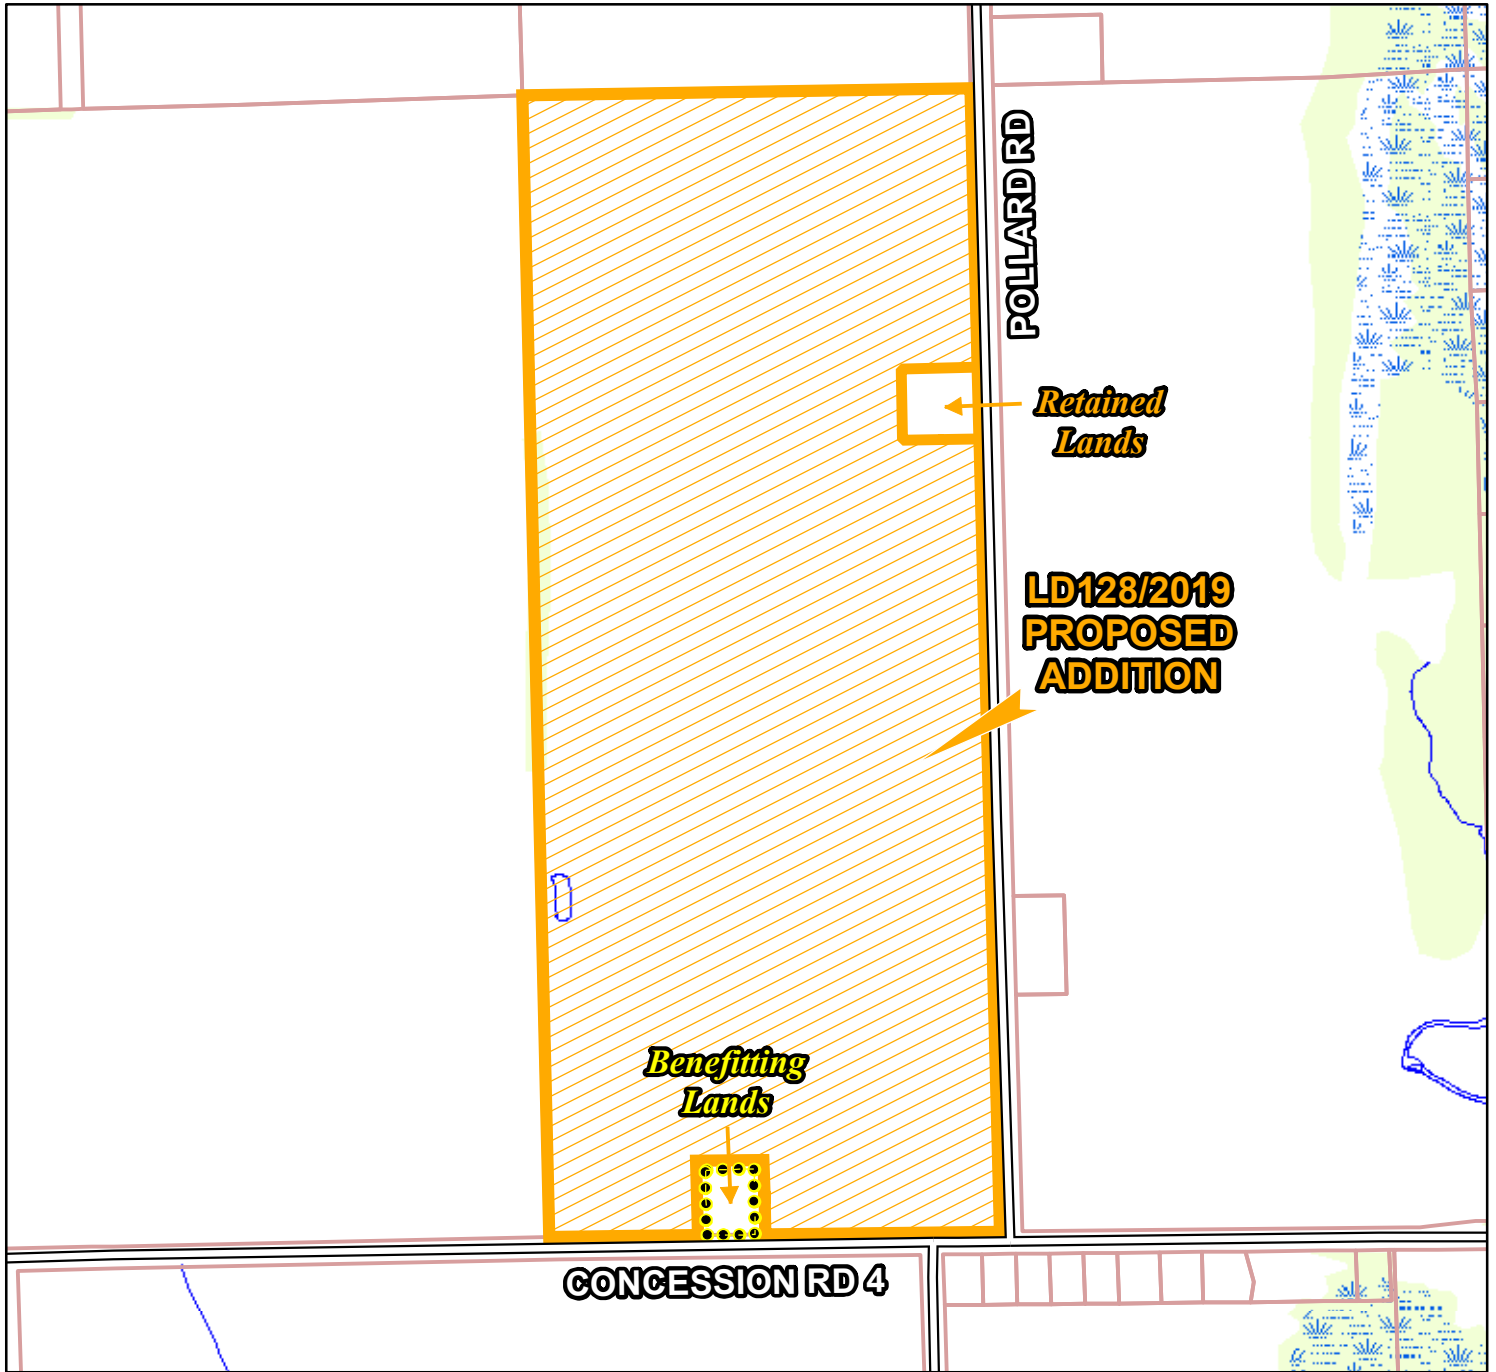 POLLARD RD
Retained
Lands
LD128/2019
PROPOSED
ADDITION
Benefitting
Lands
CONCESSION RD 4